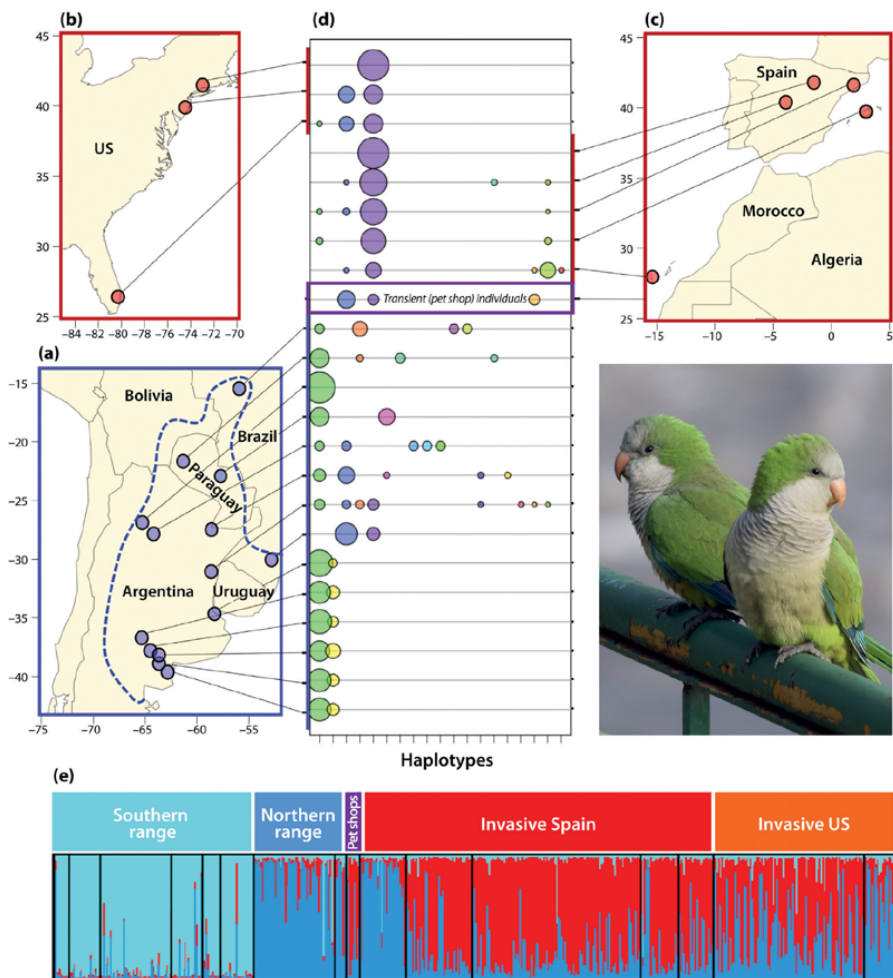 (b)
45
40
35
30
25
US
−84 −82 −80 −78 −76 −74 −72 −70
(d)
Transient (pet shop) individuals
Haplotypes
(c)
45
40
35
30
25
Spain
Morocco
Algeria
−15 −10 −5 0 5
(a)
−15
−20
−25
−30
−35
−40
Bolivia
Brazil
Paraguay
Argentina
Uruguay
−75 −70 −65 −60 −55
(e)
Southern
range
Northern
range
Pet shops
Invasive Spain
Invasive US